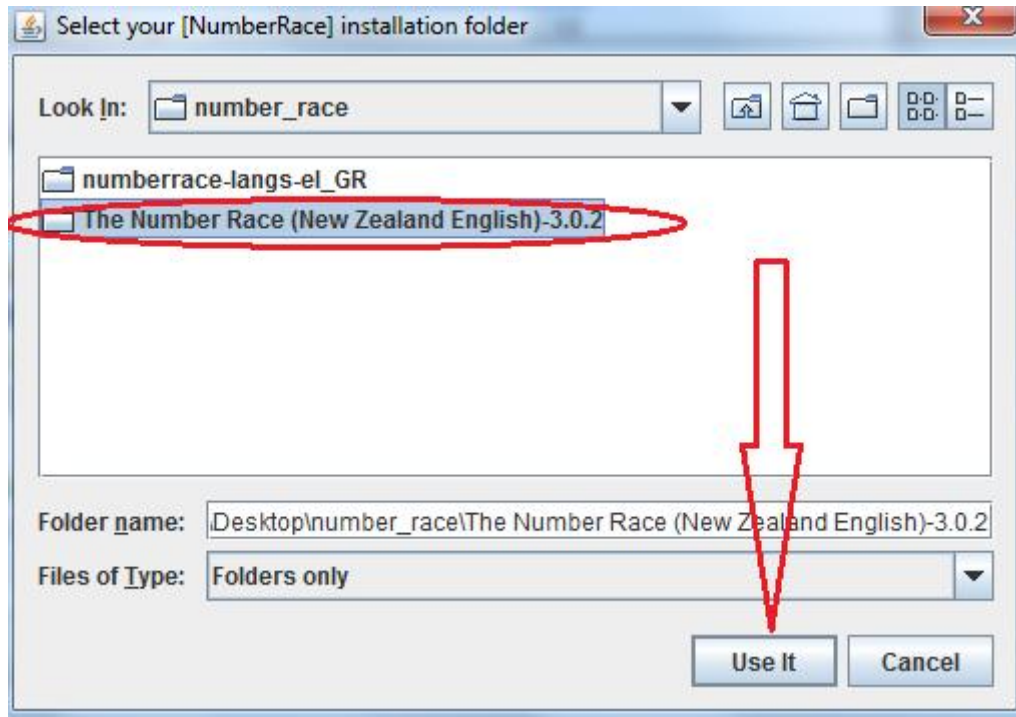 Select your [NumberRace] installation folder
Look In: number_race
numberrace-langs-el_GR
The Number Race (New Zealand English)-3.0.2
Folder name: \Desktop\number_race\The Number Race (New Zealand English)-3.0.2
Files of Type: Folders only
Use It Cancel